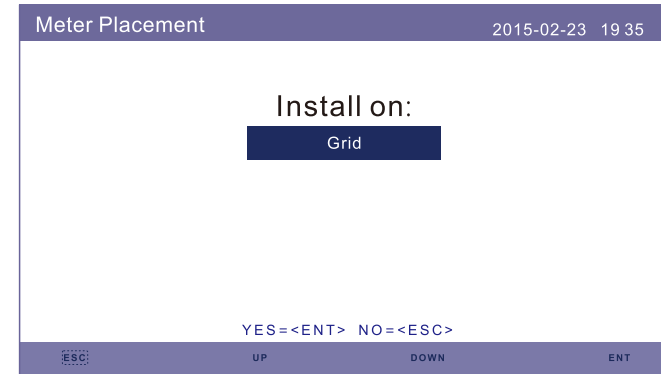 Meter Placement
2015-02-23 19 35
Install on:
Grid
YES=<ENT> NO=<ESC>
ESC UP DOWN ENT